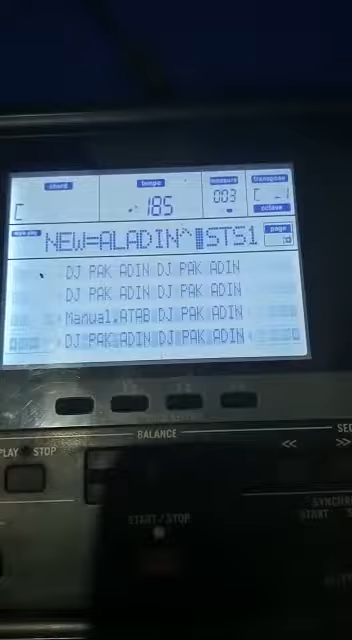 chord tempo measure transpose
C 185 003 C _1
octave
NEW=ALADIN^ STS1 page
DJ PAK ADIN DJ PAK ADIN
DJ PAK ADIN DJ PAK ADIN
Manual.ATAB DJ PAK ADIN
DJ PAK ADIN DJ PAK ADIN
BALANCE
PLAY STOP << >>
START/STOP
START